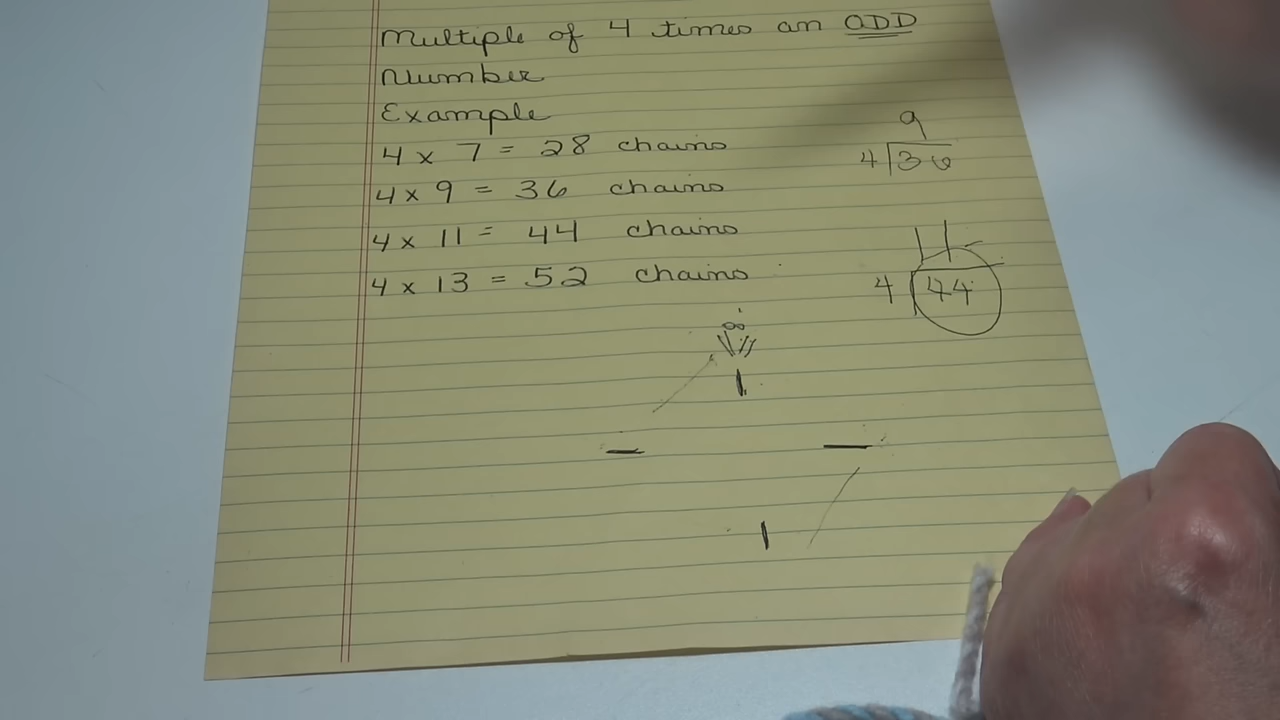 Multiple of 4 times an ODD
Number
Example
4 x 7 = 28 chains
4 x 9 = 36 chains
4 x 11 = 44 chains
4 x 13 = 52 chains
9
4 36
11
4 44